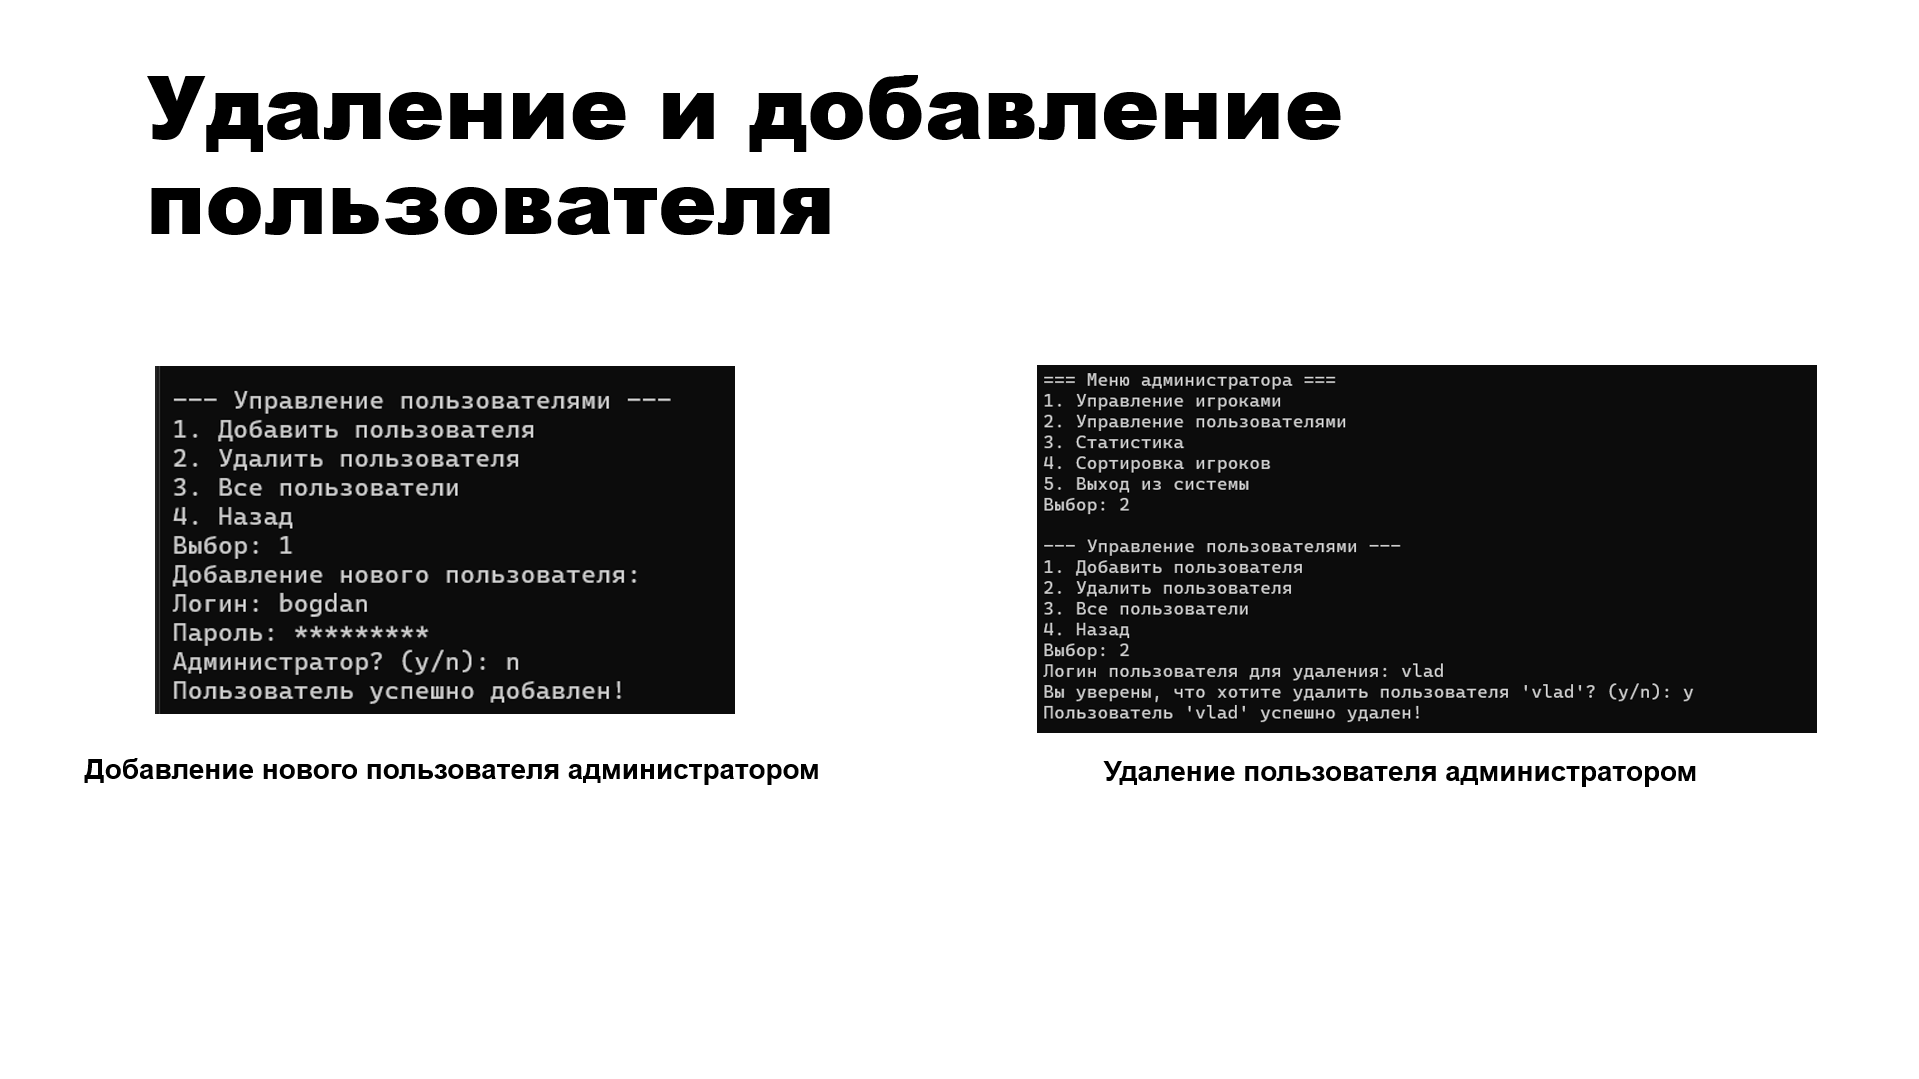 Удаление и добавление
пользователя
--- Управление пользователями ---
1. Добавить пользователя
2. Удалить пользователя
3. Все пользователи
4. Назад
Выбор: 1
Добавление нового пользователя:
Логин: bogdan
Пароль: *********
Администратор? (y/n): n
Пользователь успешно добавлен!
Добавление нового пользователя администратором
=== Меню администратора ===
1. Управление игроками
2. Управление пользователями
3. Статистика
4. Сортировка игроков
5. Выход из системы
Выбор: 2
--- Управление пользователями ---
1. Добавить пользователя
2. Удалить пользователя
3. Все пользователи
4. Назад
Выбор: 2
Логин пользователя для удаления: vlad
Вы уверены, что хотите удалить пользователя 'vlad'? (y/n): y
Пользователь 'vlad' успешно удален!
Удаление пользователя администратором